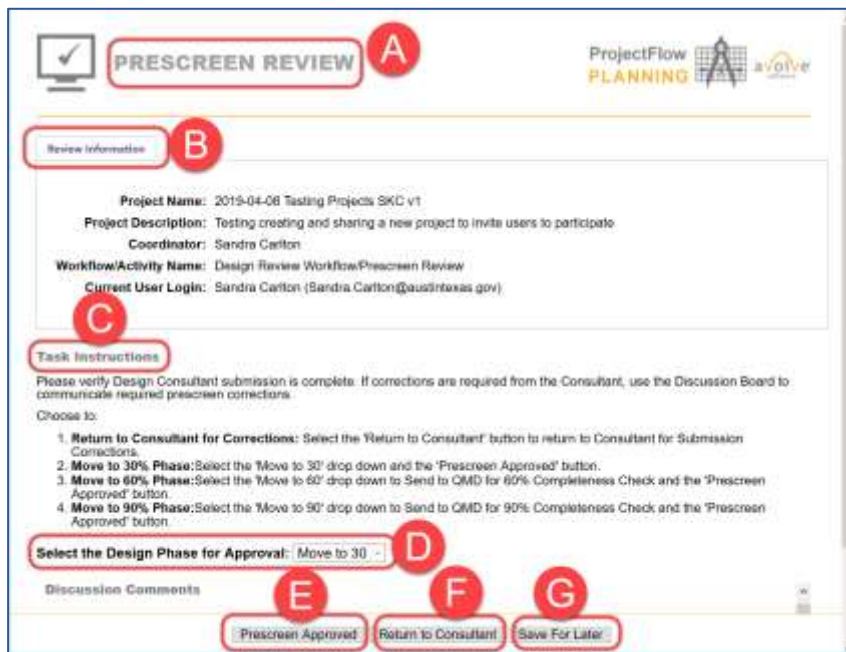 PRESCREEN REVIEW
A
ProjectFlow
PLANNING
avolve
Review Information
B
Project Name: 2019-04-08 Testing Projects SKC v1
Project Description: Testing creating and sharing a new project to invite users to participate
Coordinator: Sandra Carlton
Workflow/Activity Name: Design Review Workflow/Prescreen Review
Current User Login: Sandra Carlton (Sandra.Carlton@austintexas.gov)
C
Task Instructions
Please verify Design Consultant submission is complete. If corrections are required from the Consultant, use the Discussion Board to
communicate required prescreen corrections.
Choose to:
1. Return to Consultant for Corrections: Select the 'Return to Consultant' button to return to Consultant for Submission
Corrections.
2. Move to 30% Phase:Select the 'Move to 30' drop down and the 'Prescreen Approved' button.
3. Move to 60% Phase:Select the 'Move to 60' drop down to Send to QMD for 60% Completeness Check and the 'Prescreen
Approved' button.
4. Move to 90% Phase:Select the 'Move to 90' drop down to Send to QMD for 90% Completeness Check and the 'Prescreen
Approved' button.
Select the Design Phase for Approval: Move to 30
D
Discussion Comments
E
F
G
Prescreen Approved
Return to Consultant
Save For Later